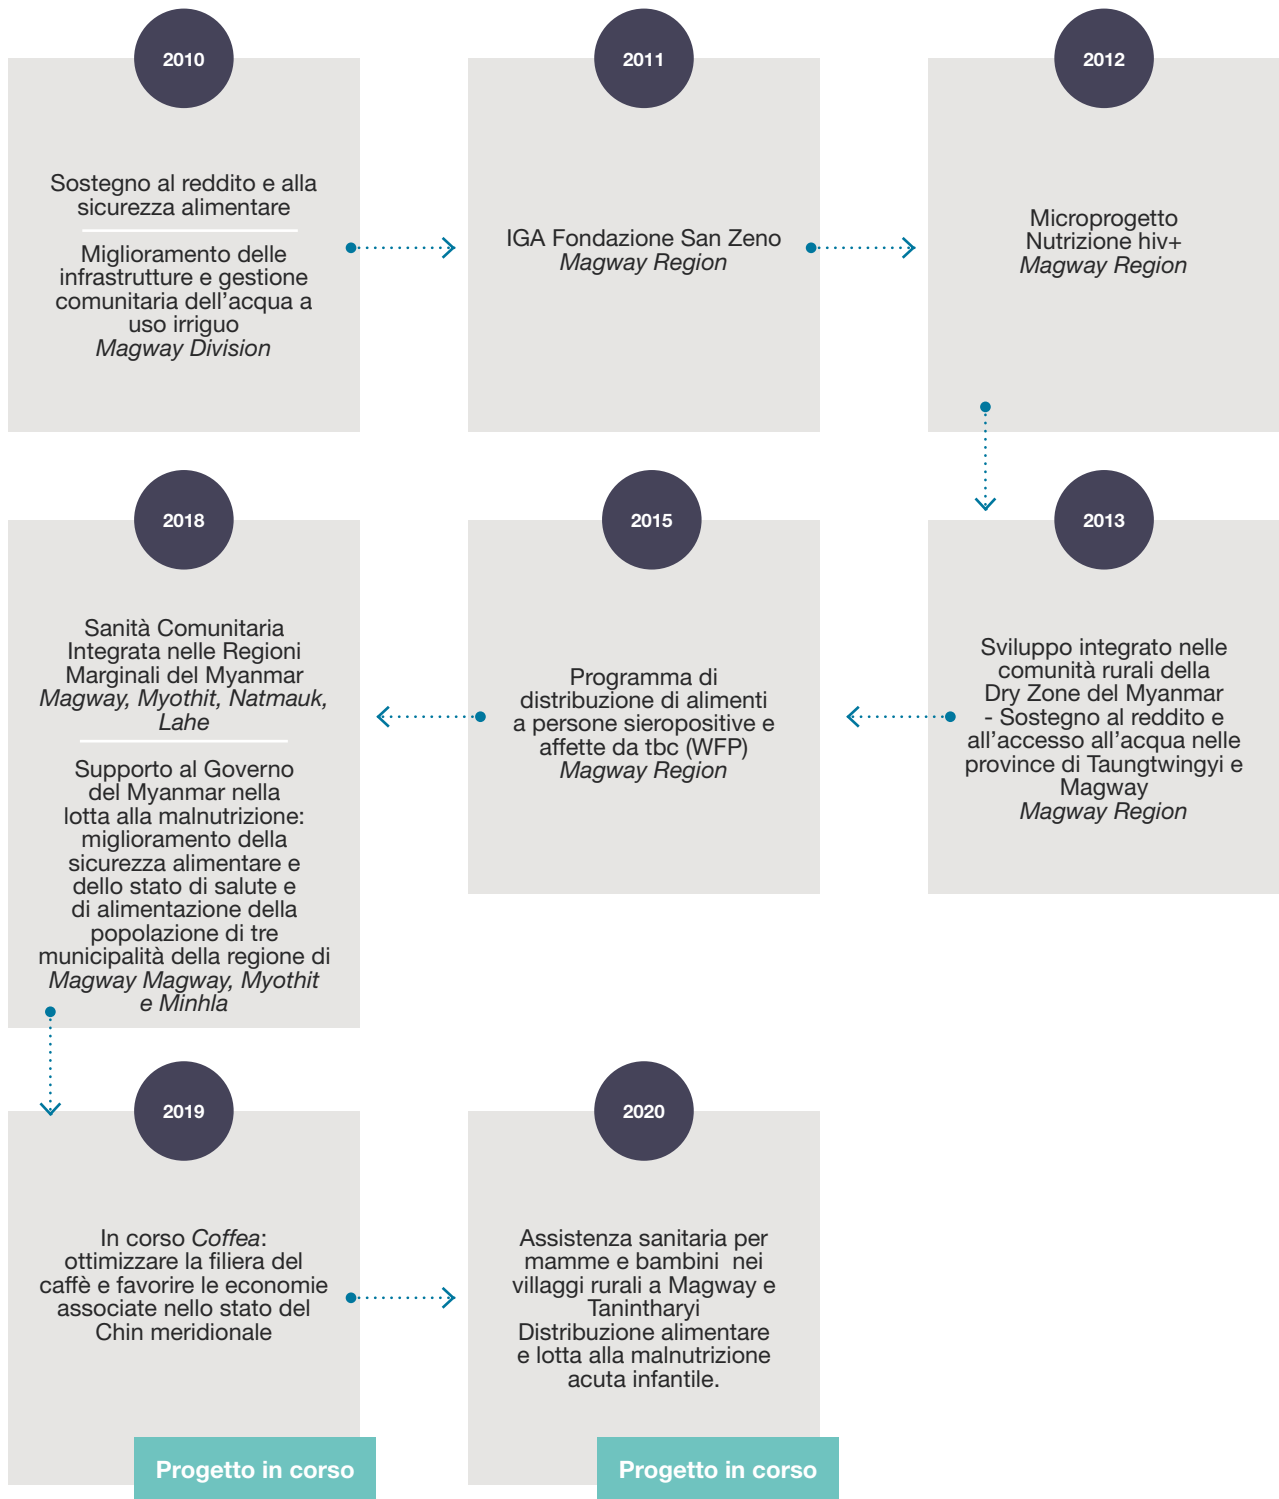 2010
Sostegno al reddito e alla
sicurezza alimentare
Miglioramento delle
infrastrutture e gestione
comunitaria dell’acqua a
uso irriguo
Magway Division
2011
IGA Fondazione San Zeno
Magway Region
2012
Microprogetto
Nutrizione hiv+
Magway Region
2013
Sviluppo integrato nelle
comunità rurali della
Dry Zone del Myanmar
- Sostegno al reddito e
all’accesso all’acqua nelle
province di Taungtwingyi e
Magway
Magway Region
2015
Programma di
distribuzione di alimenti
a persone sieropositive e
affette da tbc (WFP)
Magway Region
2018
Sanità Comunitaria
Integrata nelle Regioni
Marginali del Myanmar
Magway, Myothit, Natmauk,
Lahe
Supporto al Governo
del Myanmar nella
lotta alla malnutrizione:
miglioramento della
sicurezza alimentare e
dello stato di salute e
di alimentazione della
popolazione di tre
municipalità della regione di
Magway Magway, Myothit
e Minhla
2019
In corso Coffea:
ottimizzare la filiera del
caffè e favorire le economie
associate nello stato del
Chin meridionale
Progetto in corso
2020
Assistenza sanitaria per
mamme e bambini  nei
villaggi rurali a Magway e
Tanintharyi
Distribuzione alimentare
e lotta alla malnutrizione
acuta infantile.
Progetto in corso